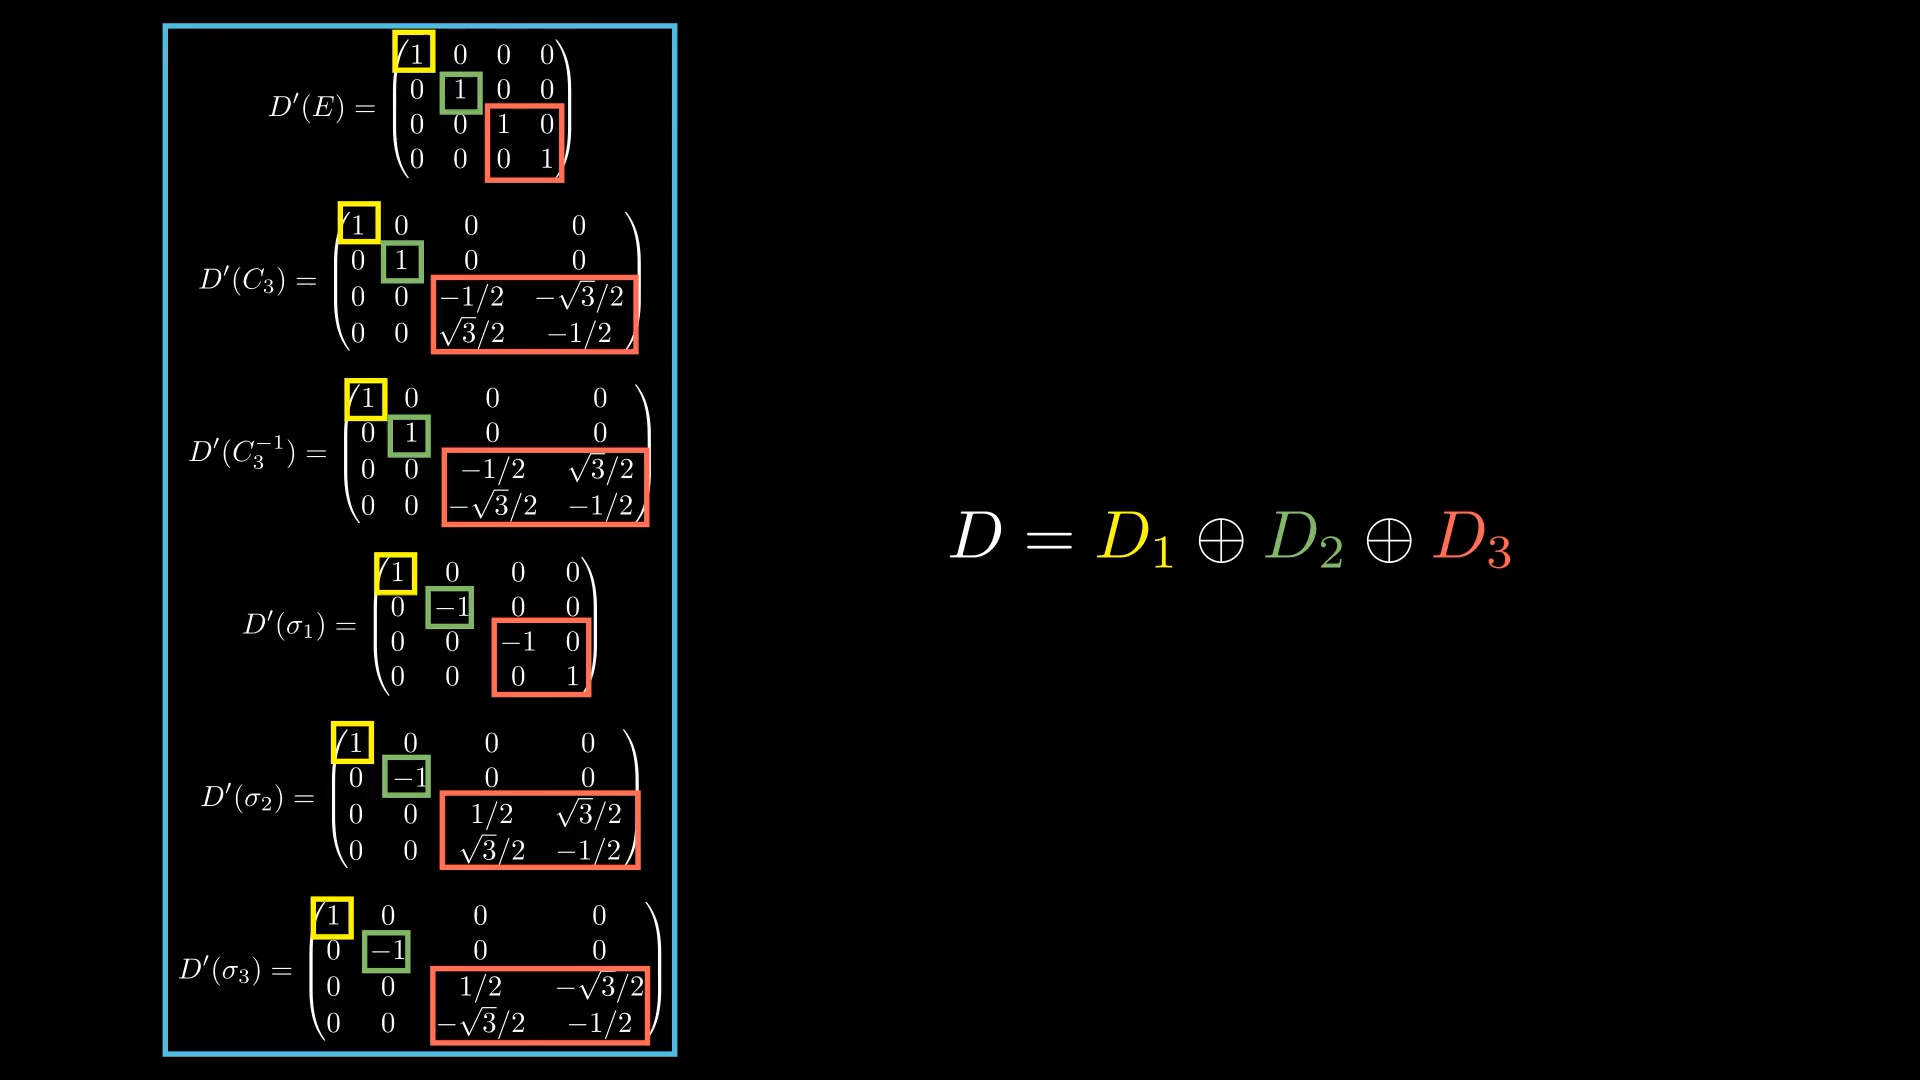 D′(E) =
1 0 0 0
0 1 0 0
0 0 1 0
0 0 0 1
D′(C₃) =
1 0 0 0
0 1 0 0
0 0 −1/2 −√3/2
0 0 √3/2 −1/2
D′(C₃⁻¹) =
1 0 0 0
0 1 0 0
0 0 −1/2 √3/2
0 0 −√3/2 −1/2
D′(σ₁) =
1 0 0 0
0 −1 0 0
0 0 −1 0
0 0 0 1
D′(σ₂) =
1 0 0 0
0 −1 0 0
0 0 1/2 √3/2
0 0 √3/2 −1/2
D′(σ₃) =
1 0 0 0
0 −1 0 0
0 0 1/2 −√3/2
0 0 −√3/2 −1/2
D = D₁ ⊕ D₂ ⊕ D₃